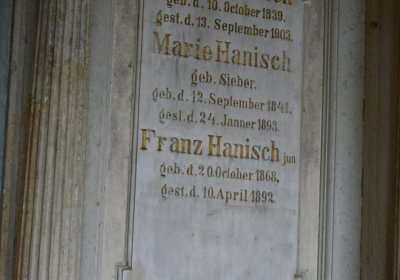 geb. d. 10. October 1839.
gest. d. 13. September 1903.
Marie Hanisch
geb. Sieber.
geb. d. 12. September 1841.
gest. d. 24. Jänner 1893.
Franz Hanisch jun
geb. d. 20. October 1868.
gest. d. 10. April 1892.